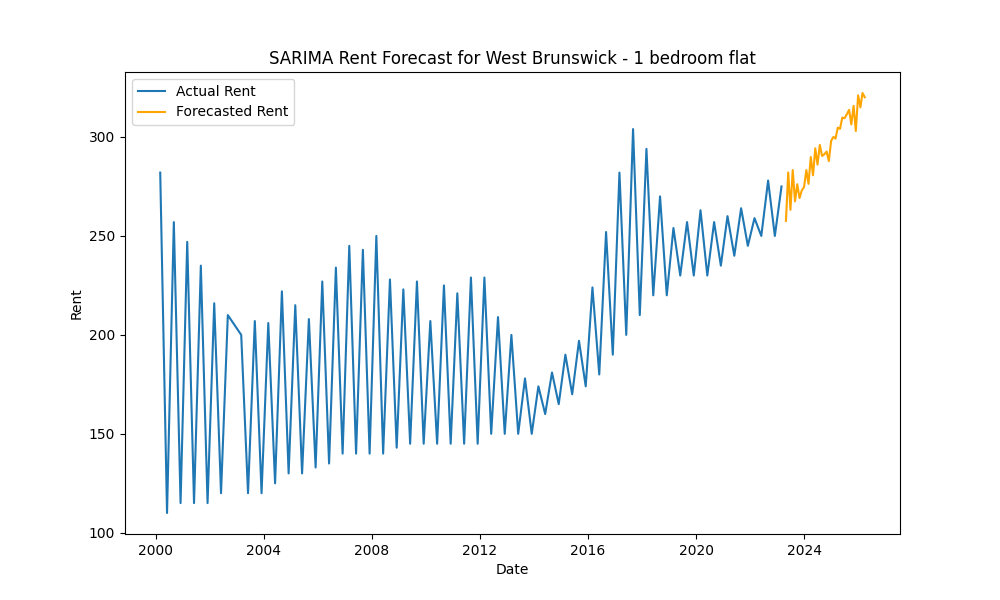 SARIMA Rent Forecast for West Brunswick - 1 bedroom flat
Actual Rent
Forecasted Rent
300
250
200
150
100
Rent
2000 2004 2008 2012 2016 2020 2024
Date